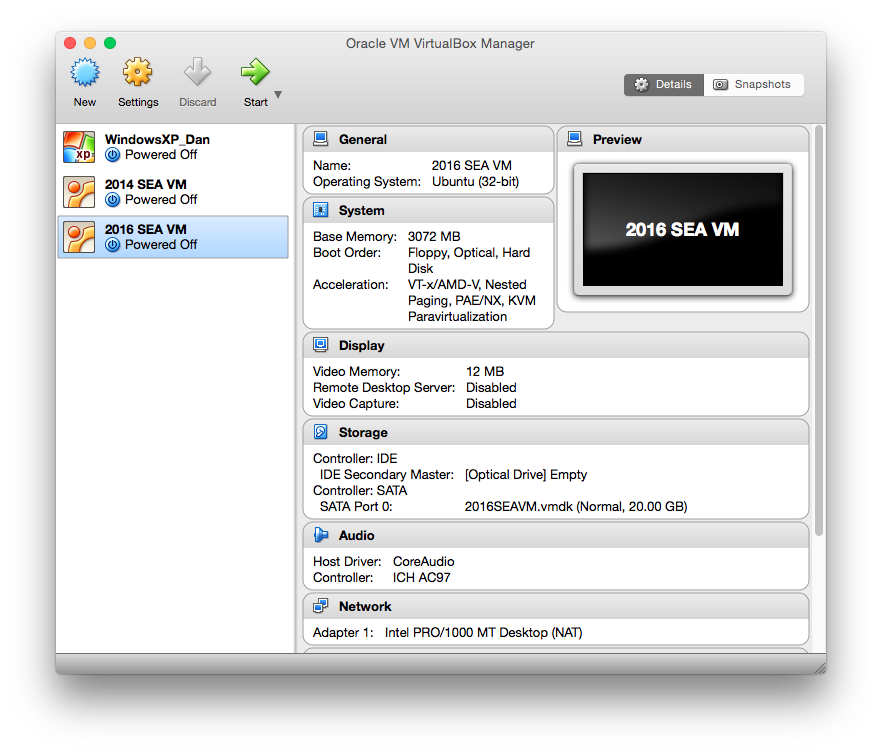 Oracle VM VirtualBox Manager
New
Settings
Discard
Start
Details
Snapshots
xp
WindowsXP_Dan
Powered Off
2014 SEA VM
Powered Off
2016 SEA VM
Powered Off
General
Name: 2016 SEA VM
Operating System: Ubuntu (32-bit)
System
Base Memory: 3072 MB
Boot Order: Floppy, Optical, Hard
Disk
Acceleration: VT-x/AMD-V, Nested
Paging, PAE/NX, KVM
Paravirtualization
Preview
2016 SEA VM
Display
Video Memory: 12 MB
Remote Desktop Server: Disabled
Video Capture: Disabled
Storage
Controller: IDE
IDE Secondary Master: [Optical Drive] Empty
Controller: SATA
SATA Port 0: 2016SEAVM.vmdk (Normal, 20.00 GB)
Audio
Host Driver: CoreAudio
Controller: ICH AC97
Network
Adapter 1: Intel PRO/1000 MT Desktop (NAT)